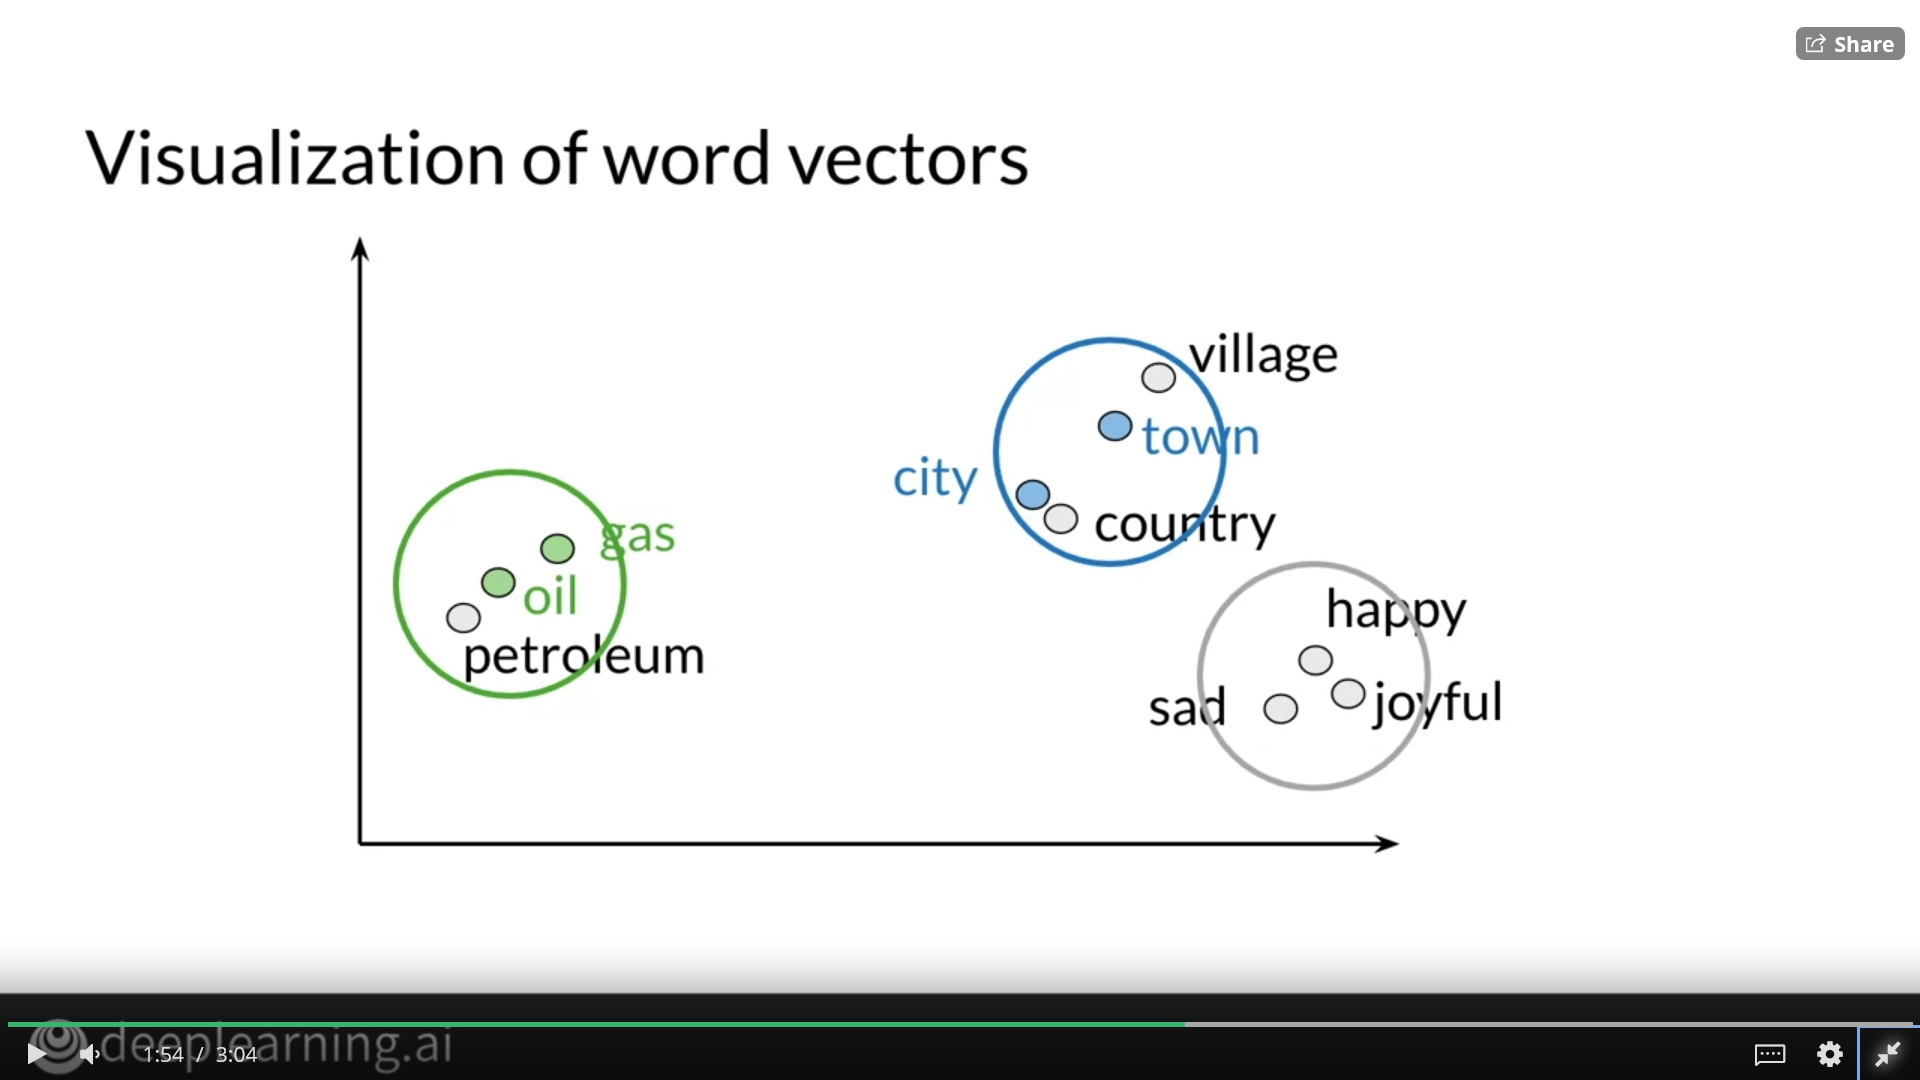 Share
Visualization of word vectors
village
town
city
country
gas
oil
petroleum
happy
sad
joyful
deeplearning.ai
1:54 / 3:04